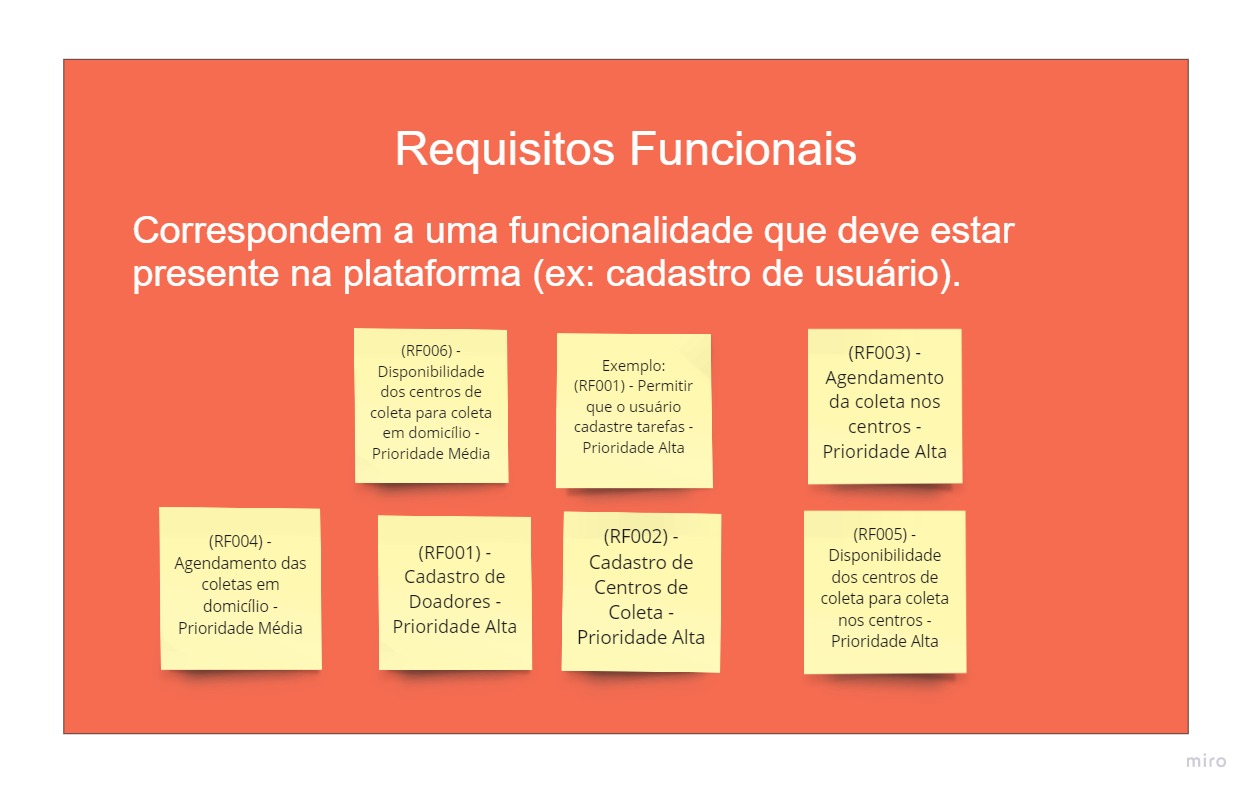 Requisitos Funcionais
Correspondem a uma funcionalidade que deve estar
presente na plataforma (ex: cadastro de usuário).
(RF006) -
Disponibilidade
dos centros de
coleta para coleta
em domicílio -
Prioridade Média
Exemplo:
(RF001) - Permitir
que o usuário
cadastre tarefas -
Prioridade Alta
(RF003) -
Agendamento
da coleta nos
centros -
Prioridade Alta
(RF004) -
Agendamento das
coletas em
domicílio -
Prioridade Média
(RF001) -
Cadastro de
Doadores -
Prioridade Alta
(RF002) -
Cadastro de
Centros de
Coleta -
Prioridade Alta
(RF005) -
Disponibilidade
dos centros de
coleta para coleta
nos centros -
Prioridade Alta
miro